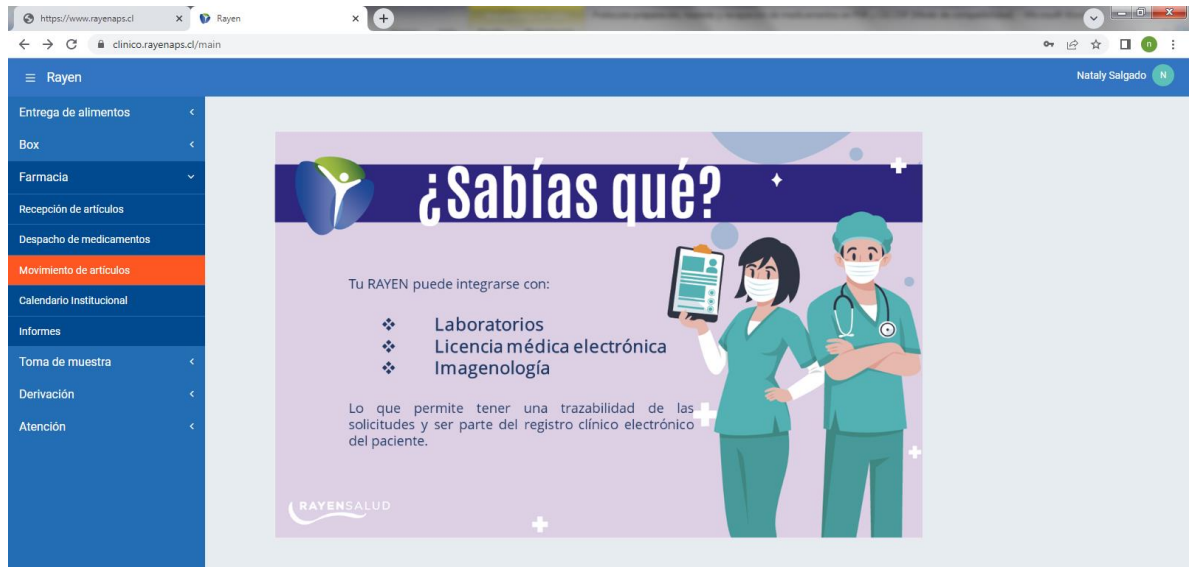 https://www.rayenaps.cl
Rayen
clinico.rayenaps.cl/main
n
Rayen
Nataly Salgado N
Entrega de alimentos
Box
Farmacia
Recepción de artículos
Despacho de medicamentos
Movimiento de artículos
Calendario Institucional
Informes
Toma de muestra
Derivación
Atención
¿Sabías qué?
Tu RAYEN puede integrarse con:
Laboratorios
Licencia médica electrónica
Imagenología
Lo que permite tener una trazabilidad de las
solicitudes y ser parte del registro clínico electrónico
del paciente.
RAYENSALUD